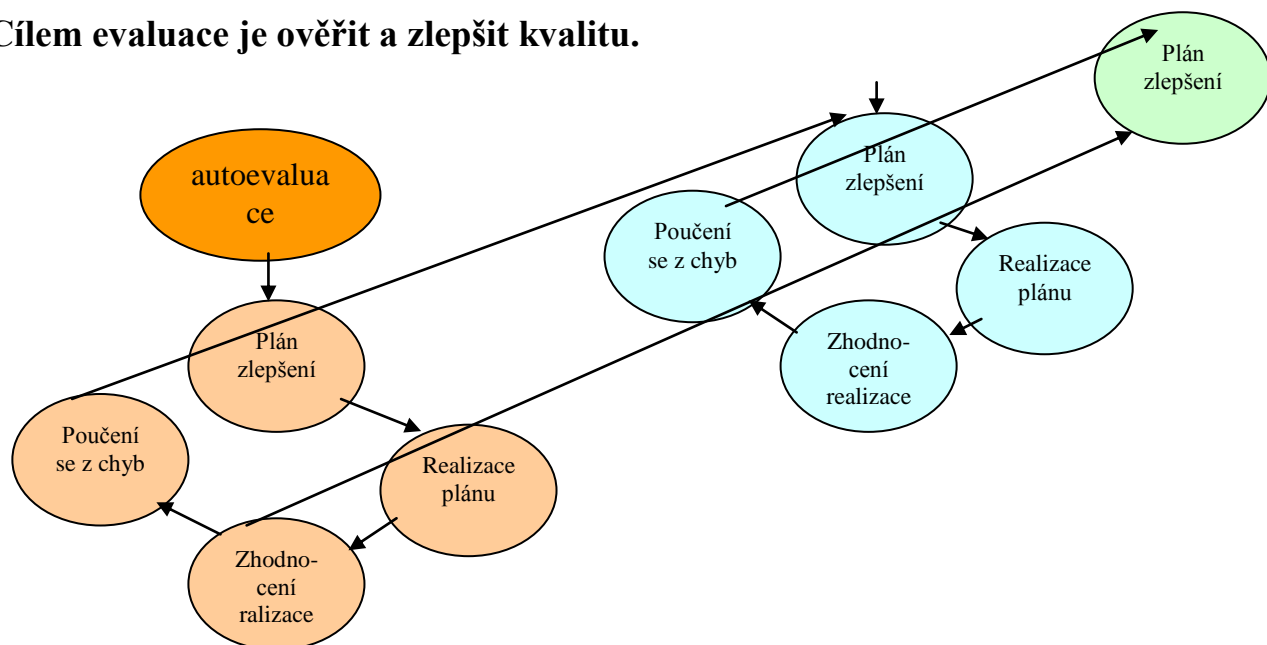 Cílem evaluace je ověřit a zlepšit kvalitu.
Plán
zlepšení
Plán
zlepšení
autoevalua
ce
Poučení
se z chyb
Realizace
plánu
Zhodno-
cení
realizace
Plán
zlepšení
Poučení
se z chyb
Realizace
plánu
Zhodno-
cení
ralizace